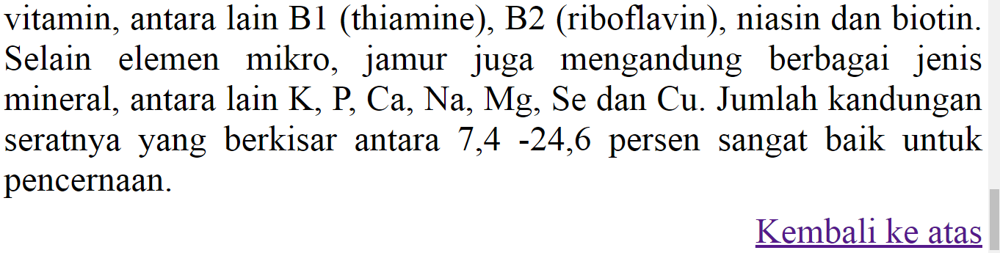 vitamin, antara lain B1 (thiamine), B2 (riboflavin), niasin dan biotin.
Selain elemen mikro, jamur juga mengandung berbagai jenis
mineral, antara lain K, P, Ca, Na, Mg, Se dan Cu. Jumlah kandungan
seratnya yang berkisar antara 7,4 -24,6 persen sangat baik untuk
pencernaan.
Kembali ke atas